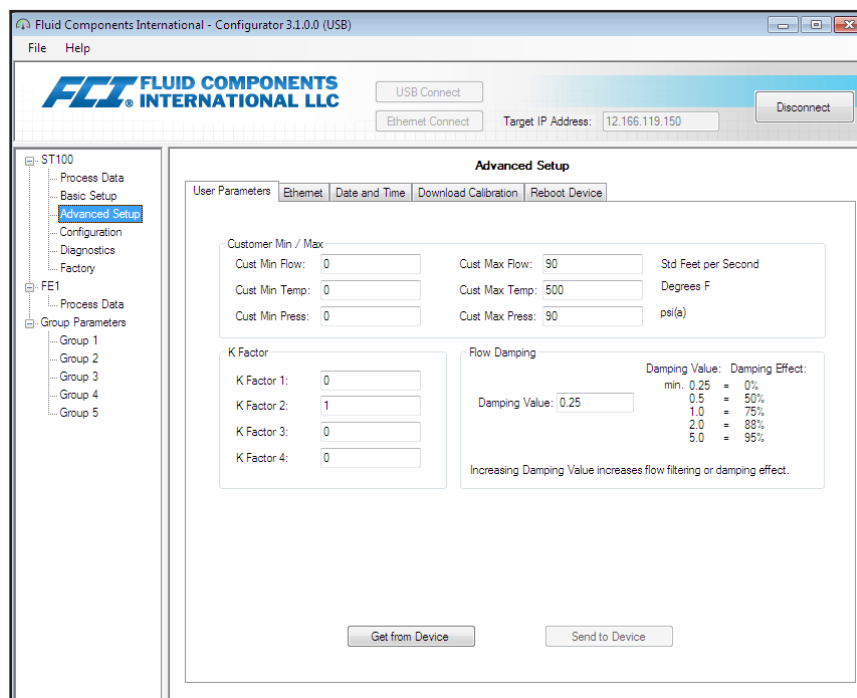 Fluid Components International - Configurator 3.1.0.0 (USB)
File Help
FCI. FLUID COMPONENTS
® INTERNATIONAL LLC
USB Connect
Ethernet Connect
Target IP Address: 12.166.119.150
Disconnect
ST100
Process Data
Basic Setup
Advanced Setup
Configuration
Diagnostics
Factory
FE1
Process Data
Group Parameters
Group 1
Group 2
Group 3
Group 4
Group 5
Advanced Setup
User Parameters Ethernet Date and Time Download Calibration Reboot Device
Customer Min / Max
Cust Min Flow: 0 Cust Max Flow: 90 Std Feet per Second
Cust Min Temp: 0 Cust Max Temp: 500 Degrees F
Cust Min Press: 0 Cust Max Press: 90 psi(a)
K Factor
K Factor 1: 0
K Factor 2: 1
K Factor 3: 0
K Factor 4: 0
Flow Damping
Damping Value: 0.25
Damping Value: Damping Effect:
min. 0.25 = 0%
0.5 = 50%
1.0 = 75%
2.0 = 88%
5.0 = 95%
Increasing Damping Value increases flow filtering or damping effect.
Get from Device Send to Device